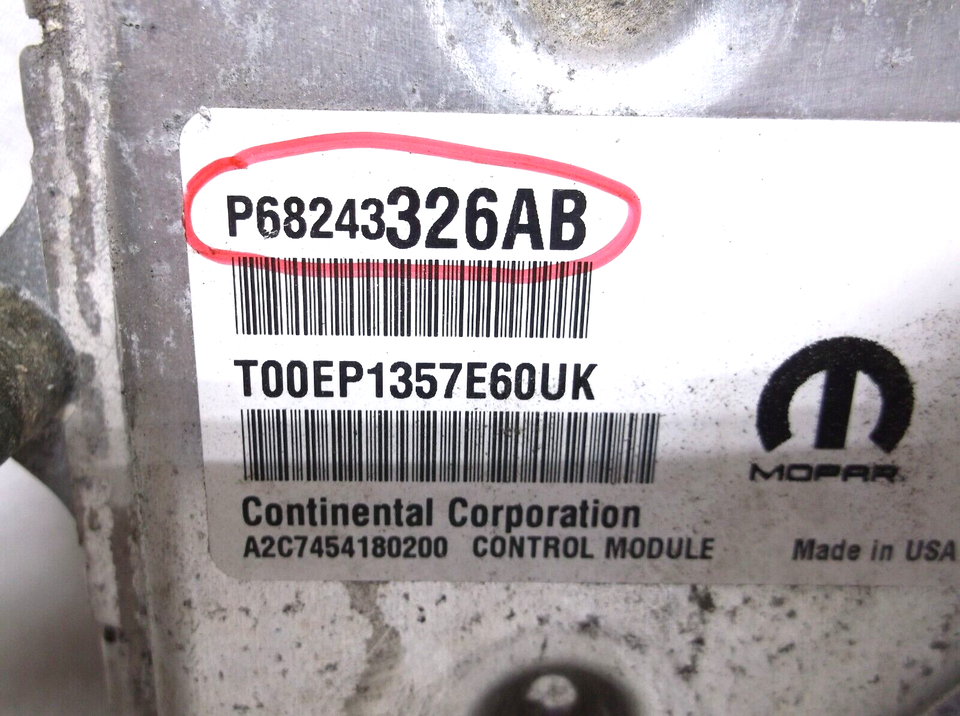 P68243326AB
T00EP1357E60UK
MOPAR
Continental Corporation
A2C7454180200 CONTROL MODULE Made in USA